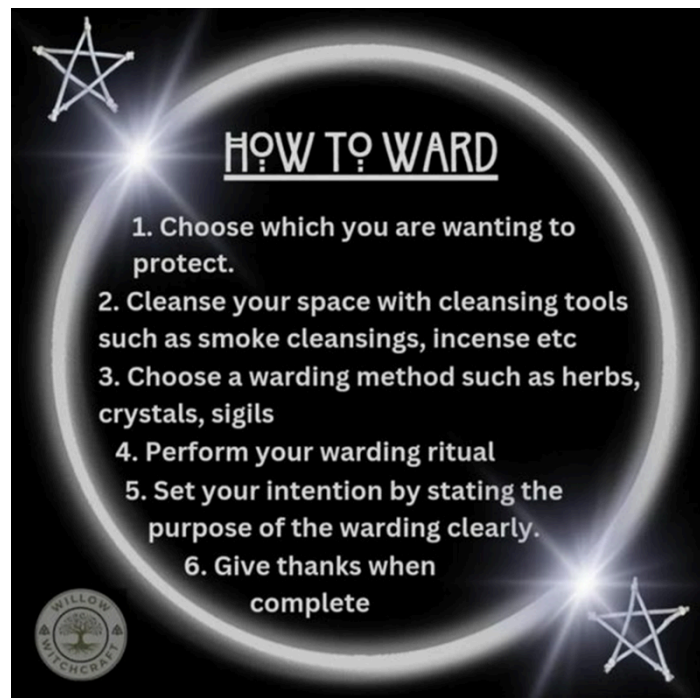 HOW TO WARD
1. Choose which you are wanting to
protect.
2. Cleanse your space with cleansing tools
such as smoke cleansings, incense etc
3. Choose a warding method such as herbs,
crystals, sigils
4. Perform your warding ritual
5. Set your intention by stating the
purpose of the warding clearly.
6. Give thanks when
complete
WILLOW
WITCHCRAFT